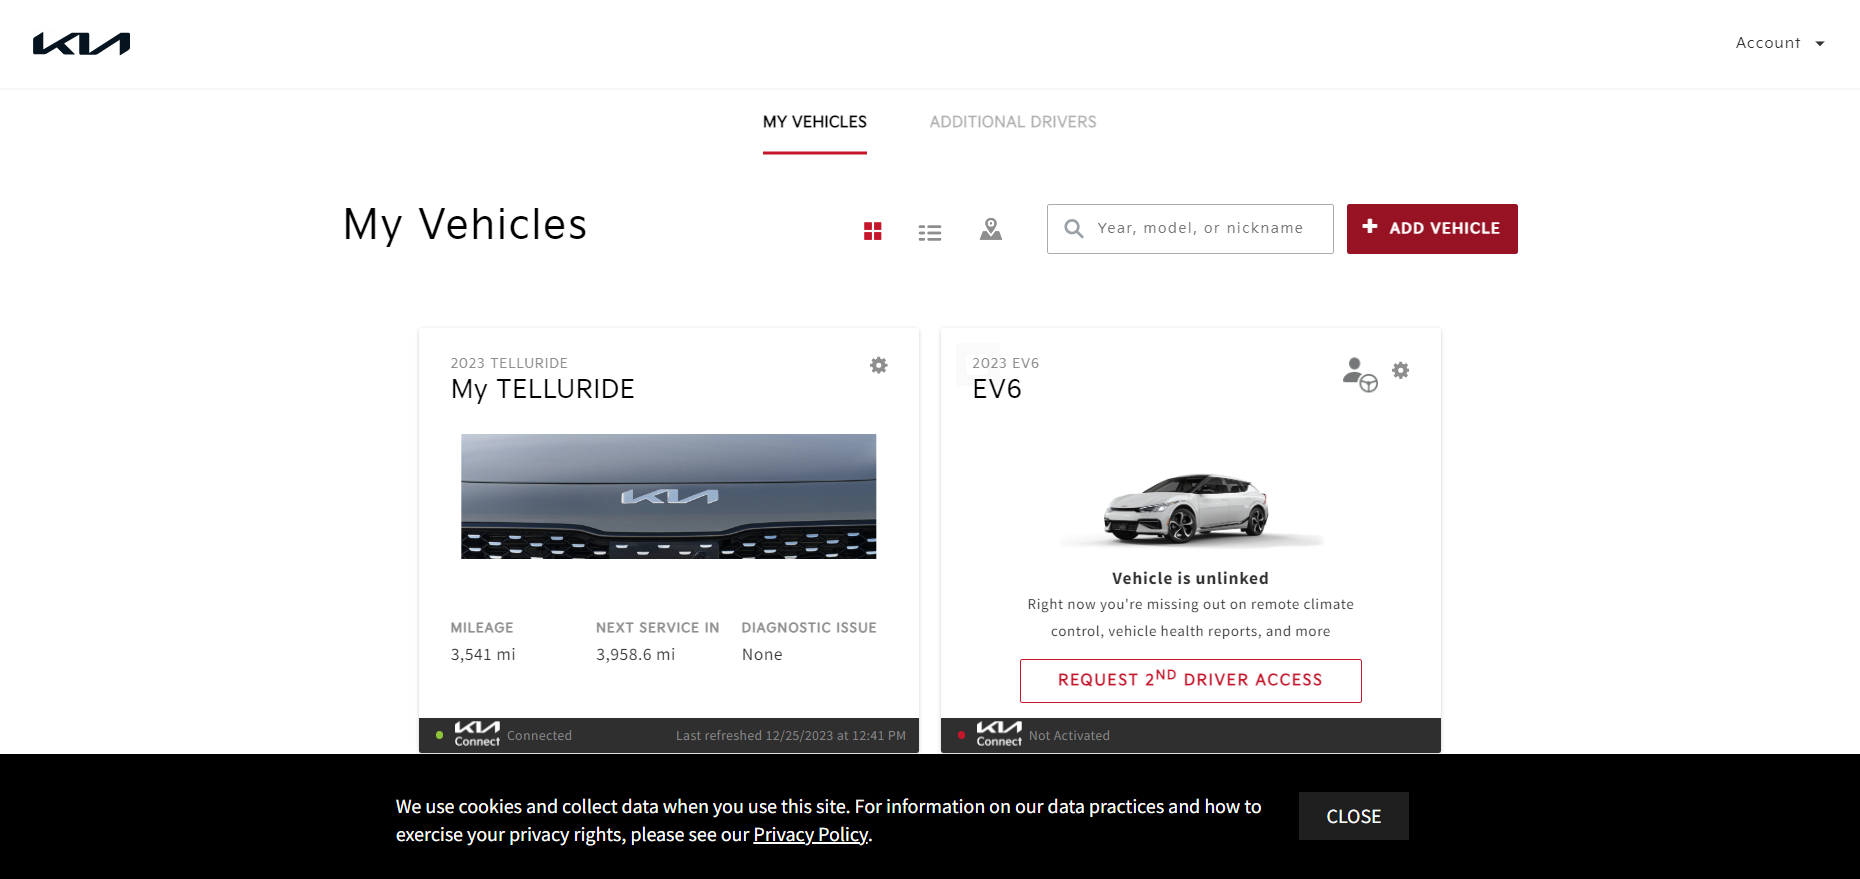 KIA
Account
MY VEHICLES
ADDITIONAL DRIVERS
My Vehicles
Year, model, or nickname
+ ADD VEHICLE
2023 TELLURIDE
My TELLURIDE
KIA
MILEAGE
NEXT SERVICE IN
DIAGNOSTIC ISSUE
3,541 mi
3,958.6 mi
None
KIA
Connect
Connected
Last refreshed 12/25/2023 at 12:41 PM
2023 EV6
EV6
Vehicle is unlinked
Right now you're missing out on remote climate
control, vehicle health reports, and more
REQUEST 2ND DRIVER ACCESS
KIA
Connect
Not Activated
We use cookies and collect data when you use this site. For information on our data practices and how to
exercise your privacy rights, please see our Privacy Policy.
CLOSE